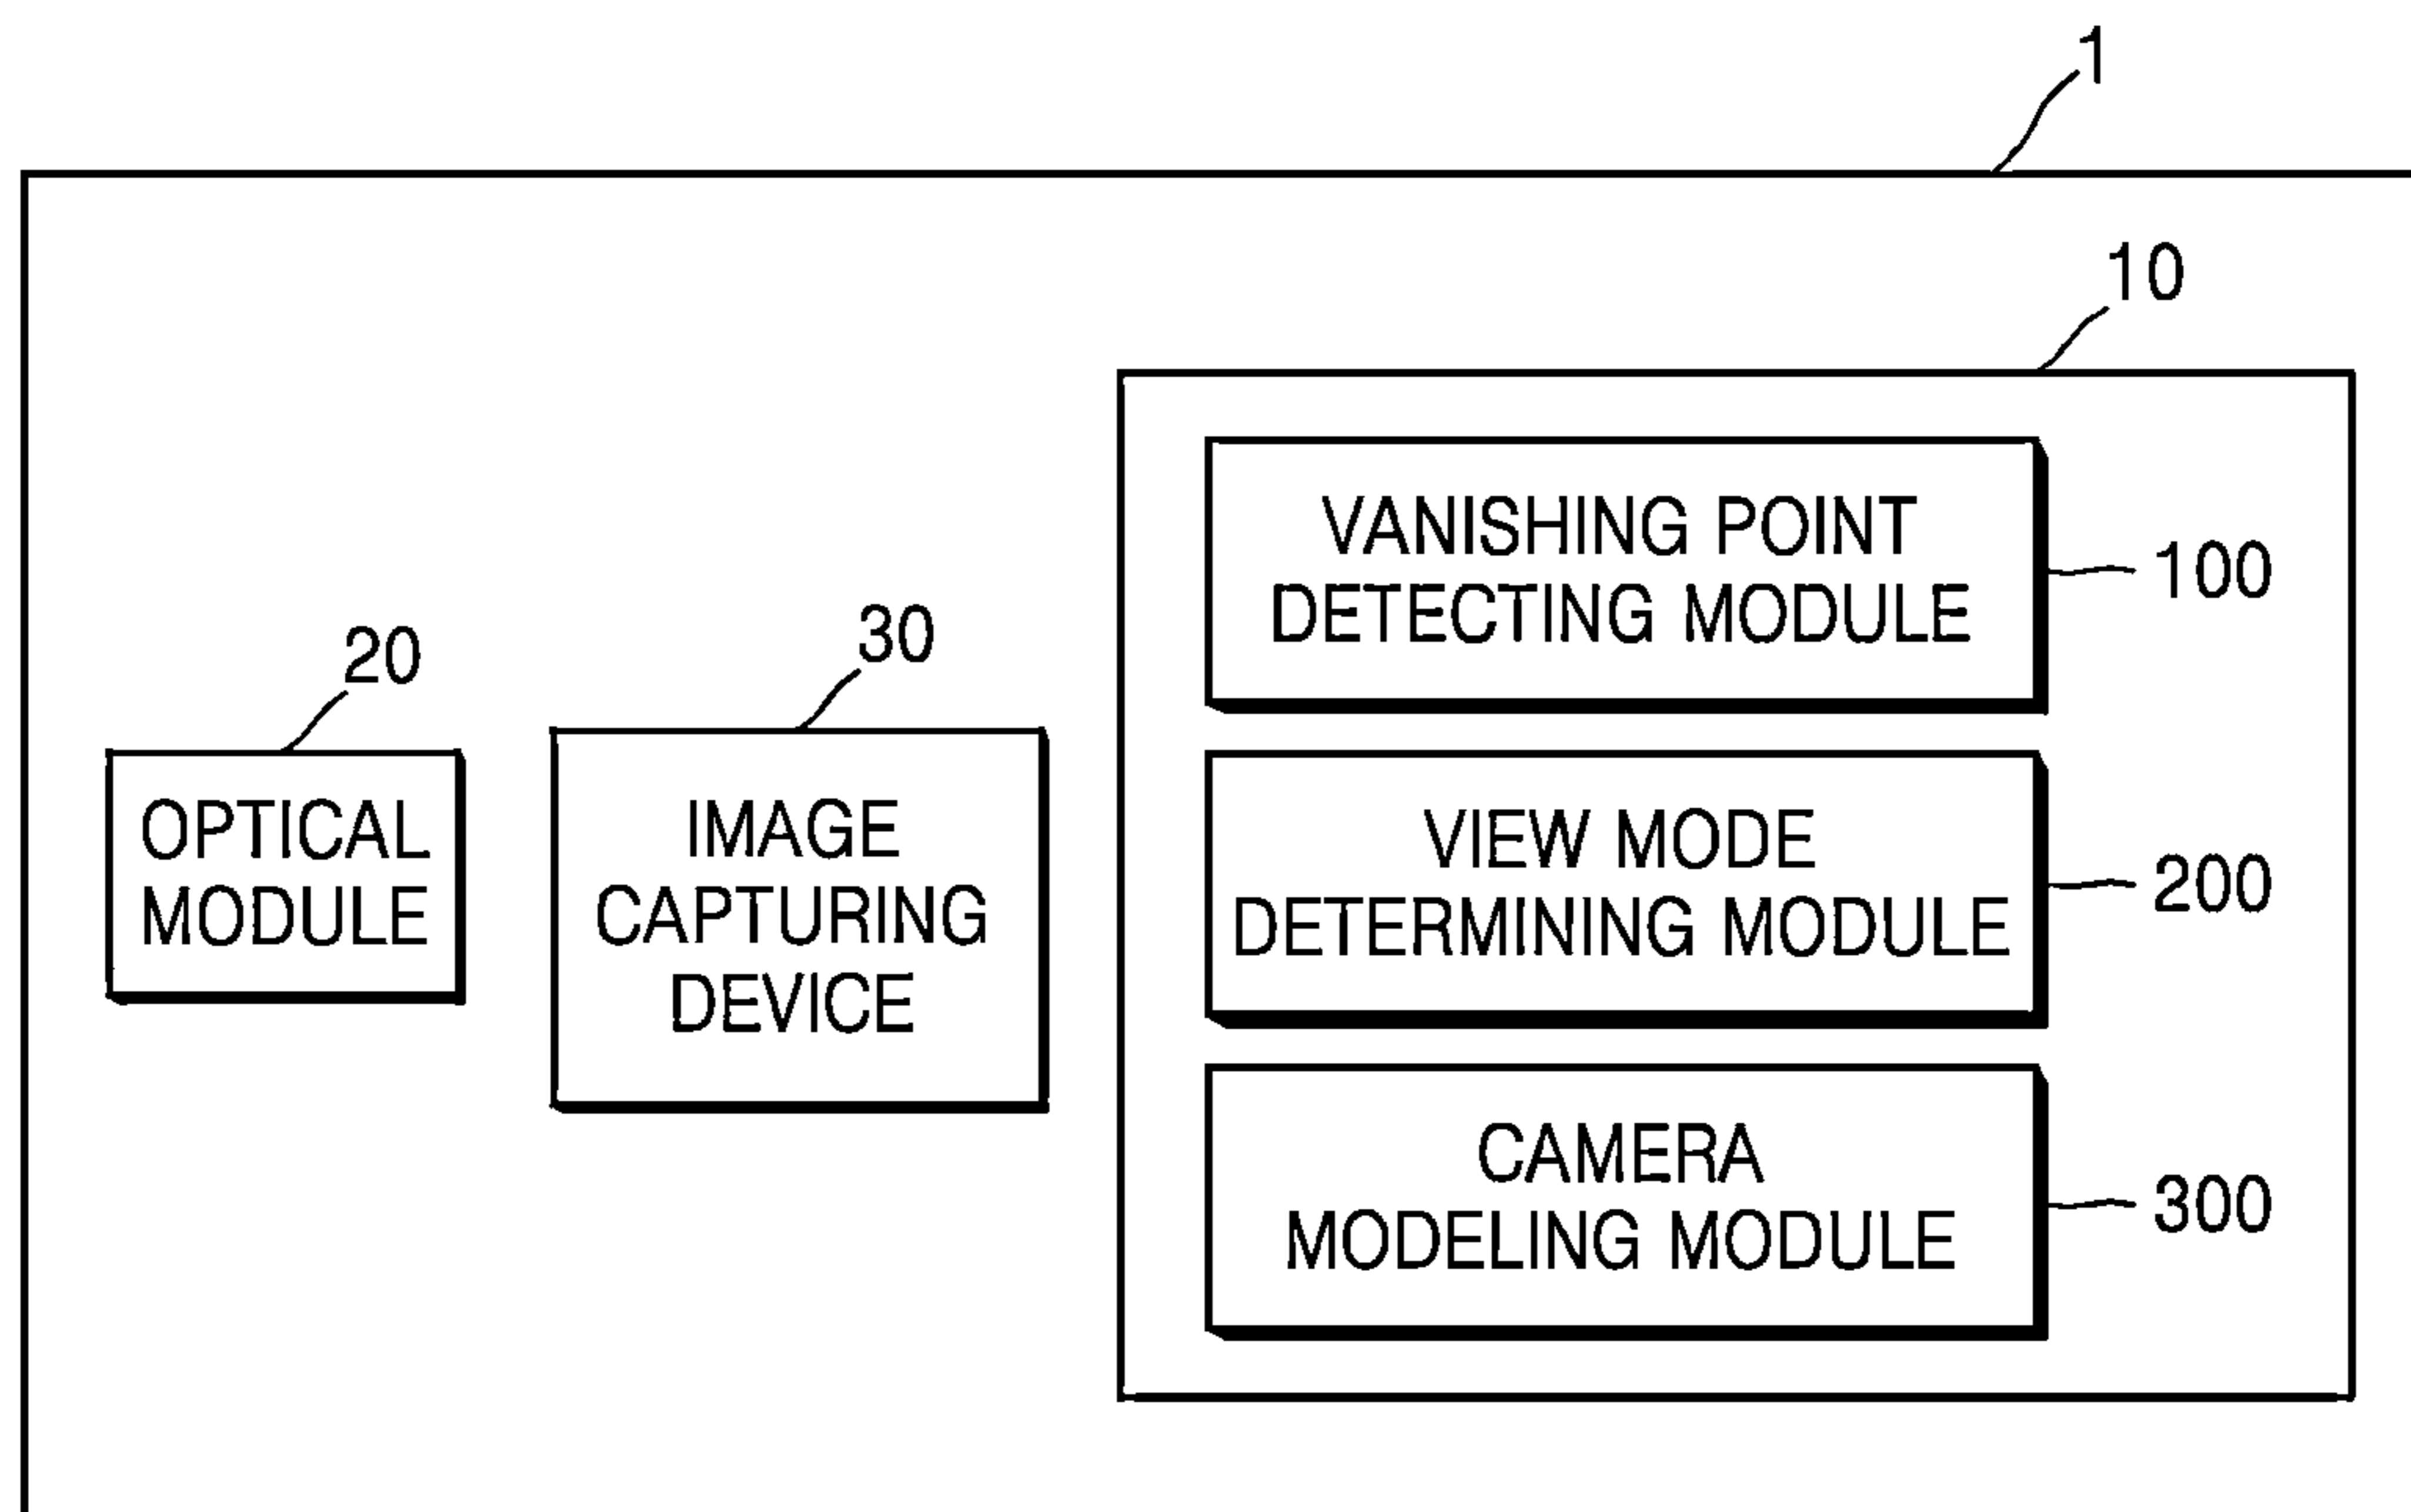 1
10
VANISHING POINT
DETECTING MODULE
100
20
30
OPTICAL
MODULE
IMAGE
CAPTURING
DEVICE
VIEW MODE
DETERMINING MODULE
200
CAMERA
MODELING MODULE
300